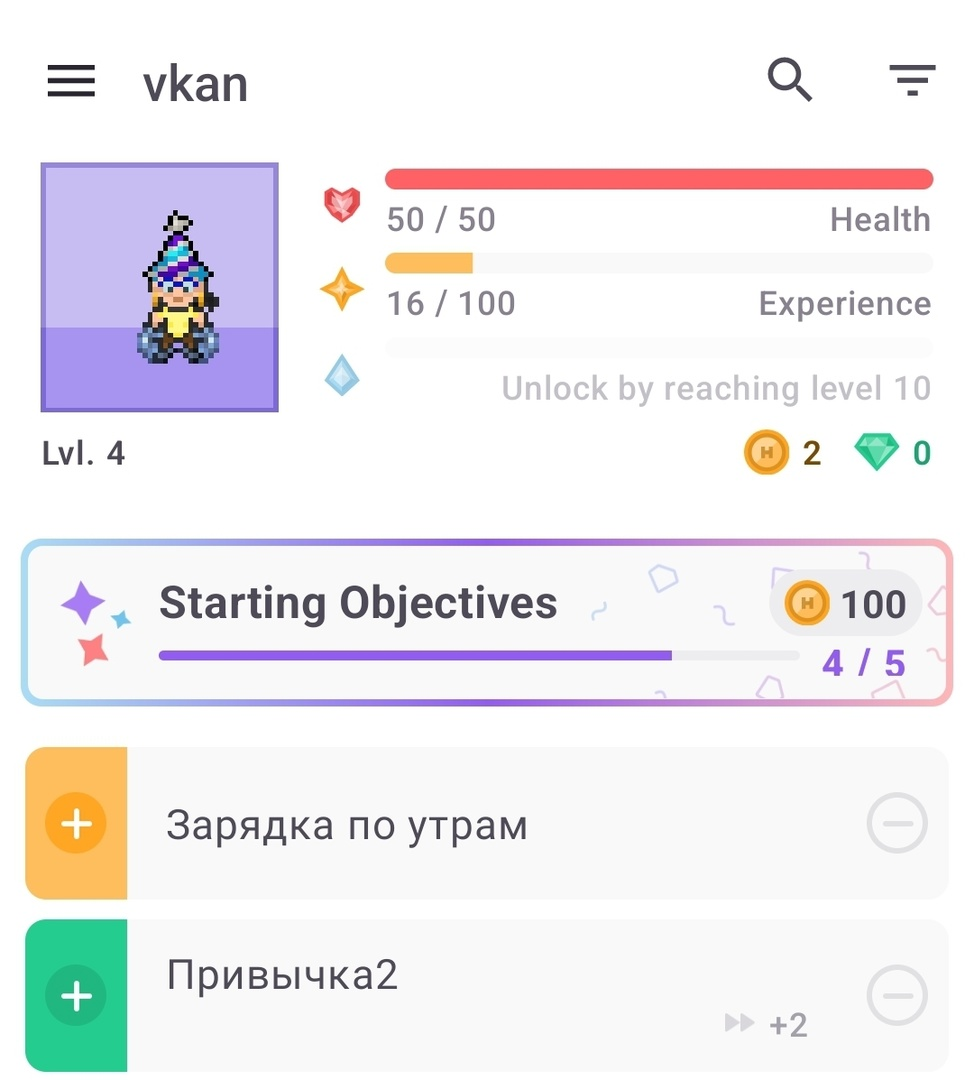 vkan
50 / 50 Health
16 / 100 Experience
Unlock by reaching level 10
Lvl. 4 H 2 0
Starting Objectives H 100
4 / 5
Зарядка по утрам
Привычка2
+2